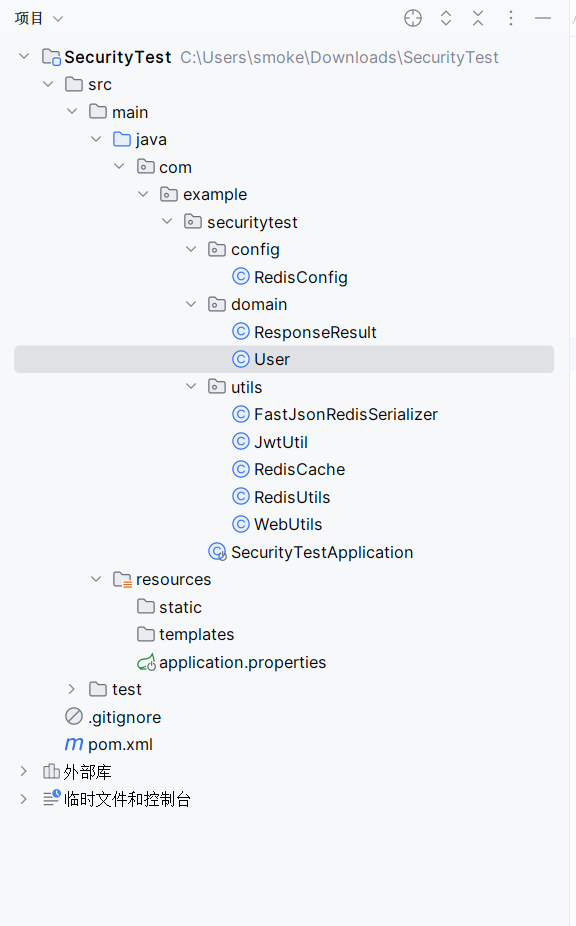 项目
SecurityTest C:\Users\smoke\Downloads\SecurityTest
src
main
java
com
example
securitytest
config
RedisConfig
domain
ResponseResult
User
utils
FastJsonRedisSerializer
JwtUtil
RedisCache
RedisUtils
WebUtils
SecurityTestApplication
resources
static
templates
application.properties
test
.gitignore
pom.xml
外部库
临时文件和控制台